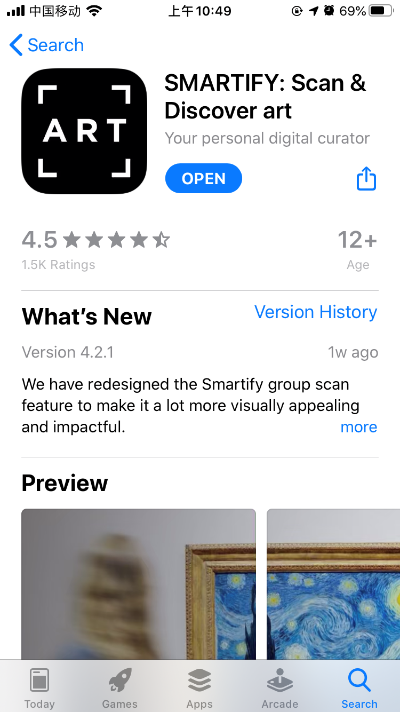 中国移动 上午10:49 69%
Search
ART
SMARTIFY: Scan &
Discover art
Your personal digital curator
OPEN
4.5 12+
1.5K Ratings Age
What's New Version History
Version 4.2.1 1w ago
We have redesigned the Smartify group scan
feature to make it a lot more visually appealing
and impactful. more
Preview
Today Games Apps Arcade Search